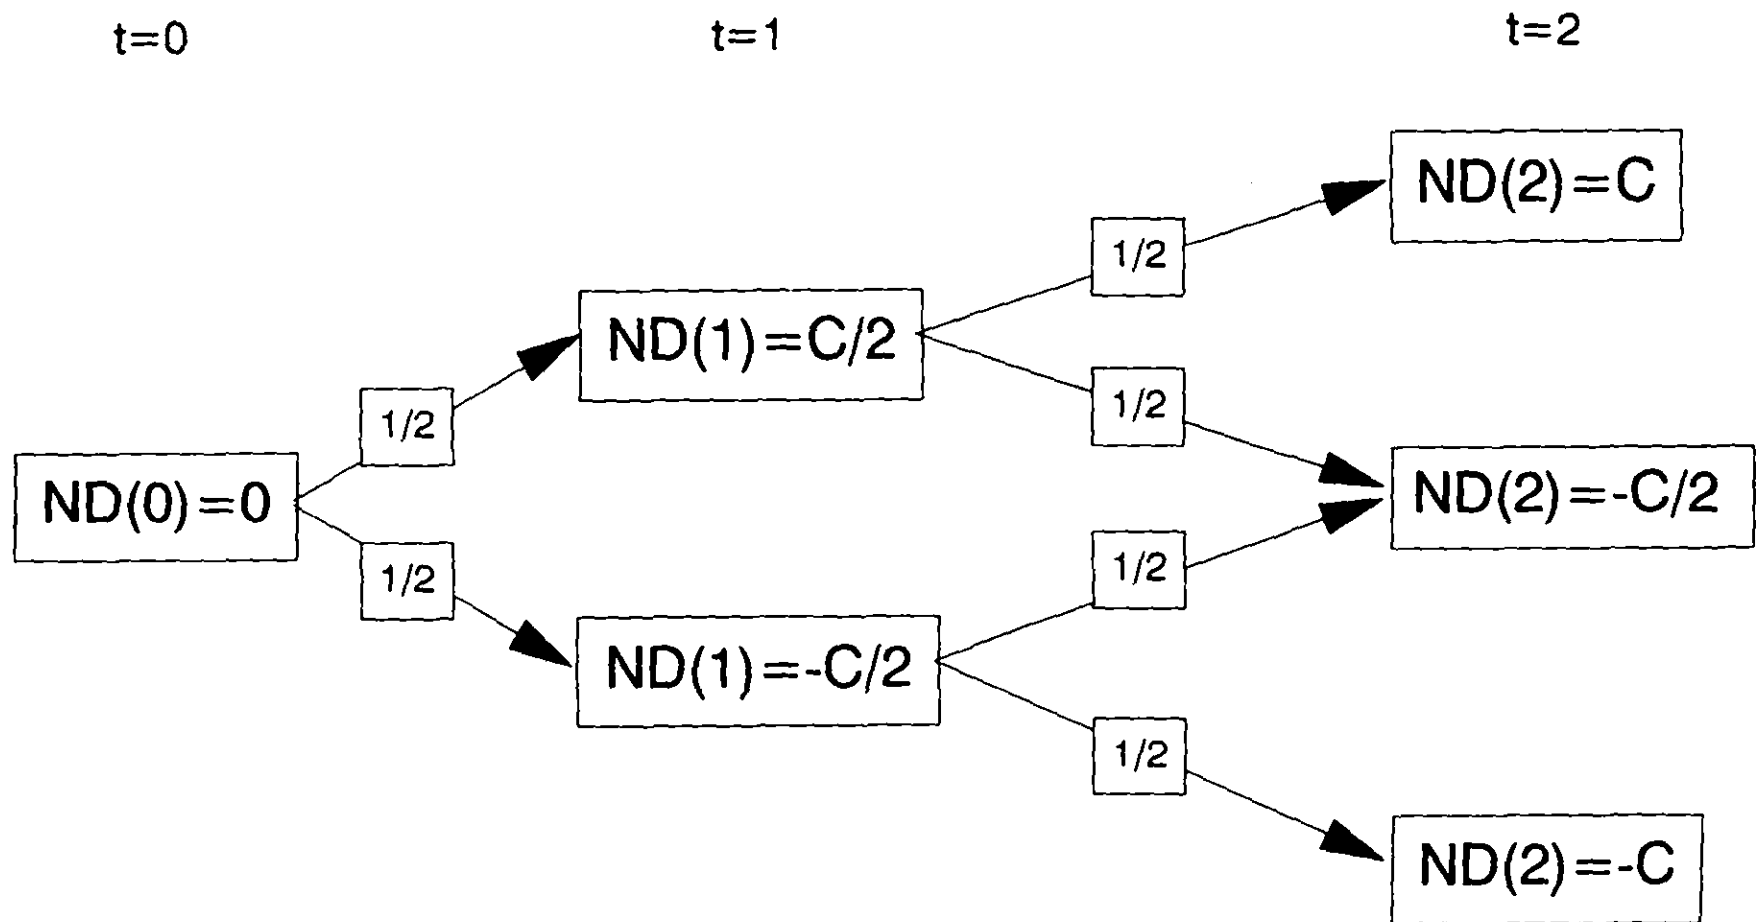 t=0
t=1
t=2
ND(2)=C
1/2
ND(1)=C/2
1/2
1/2
ND(0)=0
ND(2)=-C/2
1/2
1/2
ND(1)=-C/2
1/2
ND(2)=-C